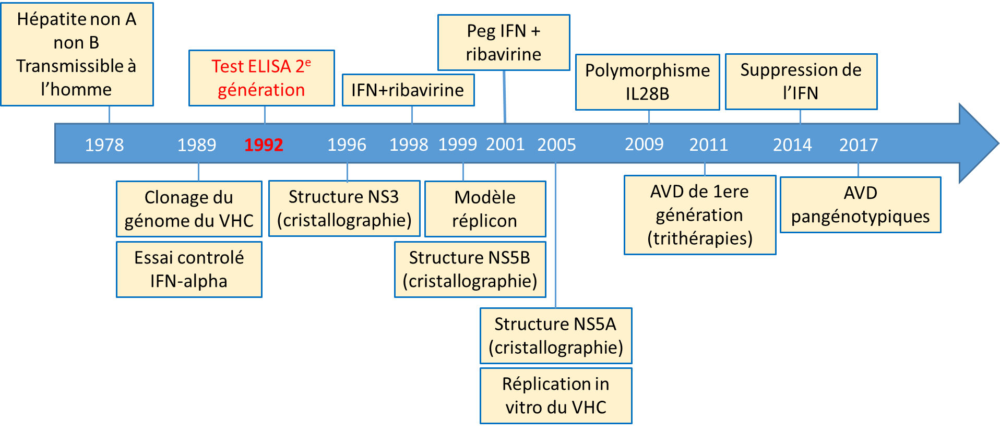 Hépatite non A
non B
Transmissible à
l'homme
Test ELISA 2e
génération
IFN+ribavirine
Peg IFN +
ribavirine
Polymorphisme
IL28B
Suppression de
l'IFN
1978
1989
1992
1996
1998
1999
2001
2005
2009
2011
2014
2017
Clonage du
génome du VHC
Essai controlé
IFN-alpha
Structure NS3
(cristallographie)
Modèle
réplicon
Structure NS5B
(cristallographie)
Structure NS5A
(cristallographie)
Réplication in
vitro du VHC
AVD de 1ere
génération
(trithérapies)
AVD
pangénotypiques